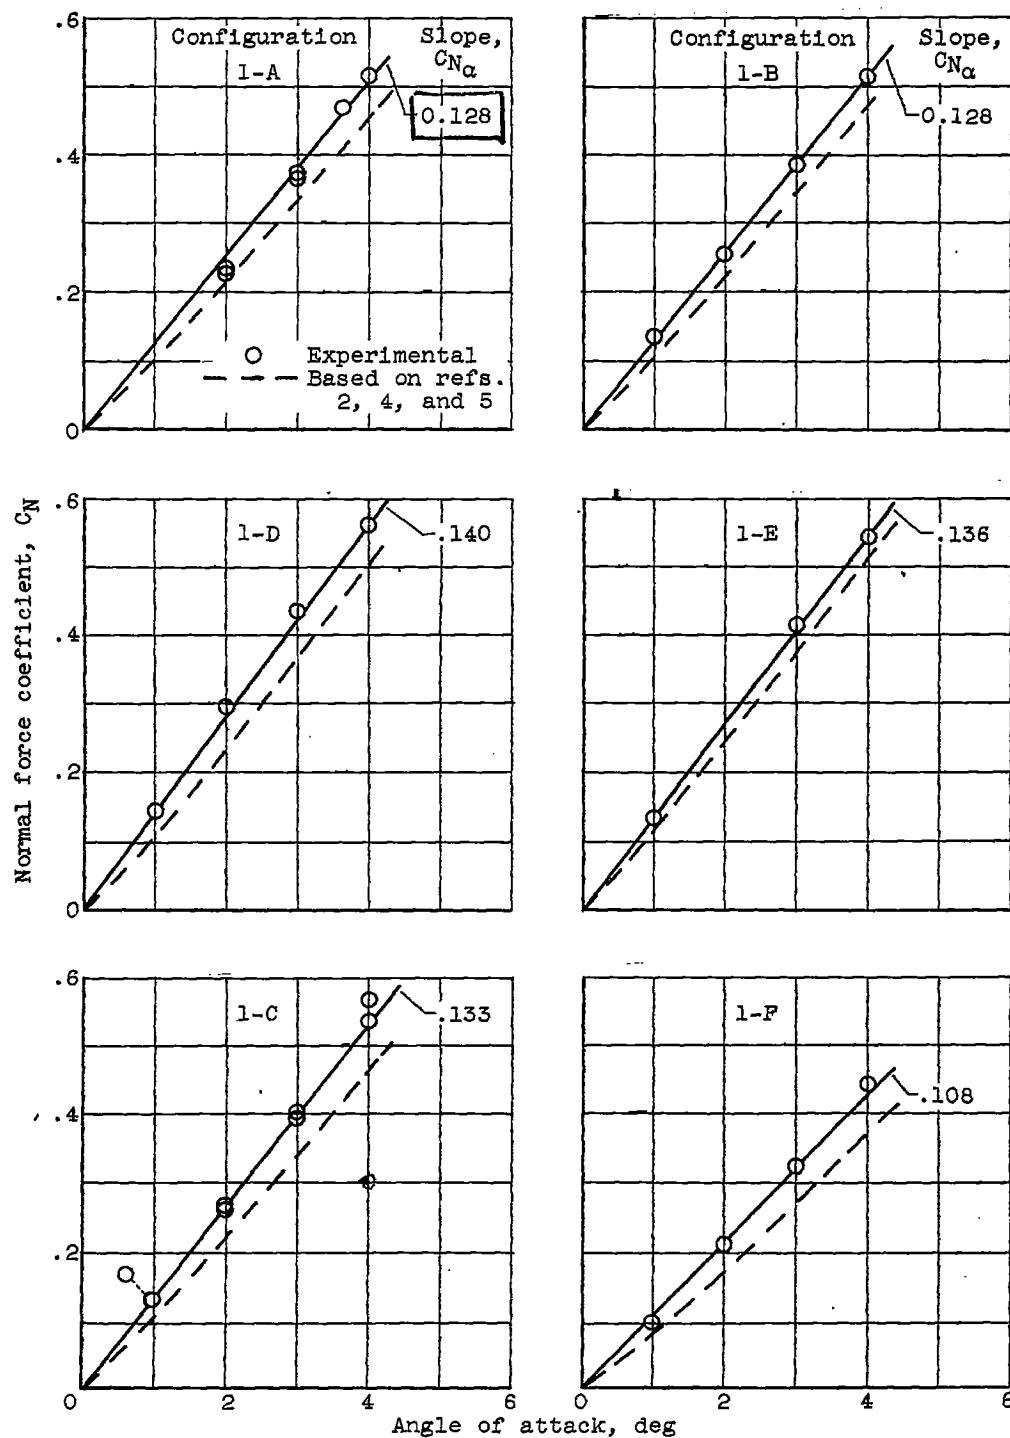 .6
Configuration
Slope,
1-A
CNα
0.128
.4
.2
Experimental
Based on refs.
2, 4, and 5
0
Configuration
Slope,
1-B
CNα
0.128
Normal force coefficient, CN
.6
1-D
.140
.4
.2
0
1-E
.136
.6
1-C
.133
.4
.2
0
2
4
6
1-F
.108
0
2
4
6
Angle of attack, deg